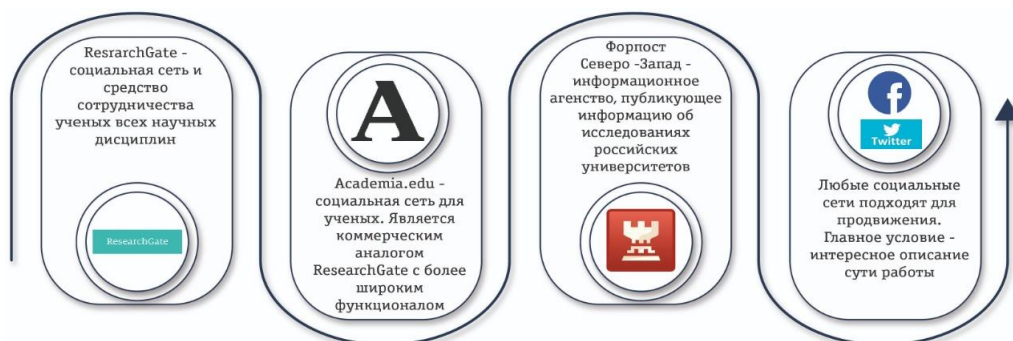 ResrarchGate -
социальная сеть и
средство
сотрудничества
ученых всех научных
дисциплин
ResearchGate
A
Academia.edu -
социальная сеть для
ученых. Является
коммерческим
аналогом
ResearchGate с более
широким
функционалом
Форпост
Северо -Запад -
информационное
агенство, публикующее
информацию об
исследованиях
российских
университетов
f
Twitter
Любые социальные
сети подходят для
продвижения.
Главное условие -
интересное описание
сути работы